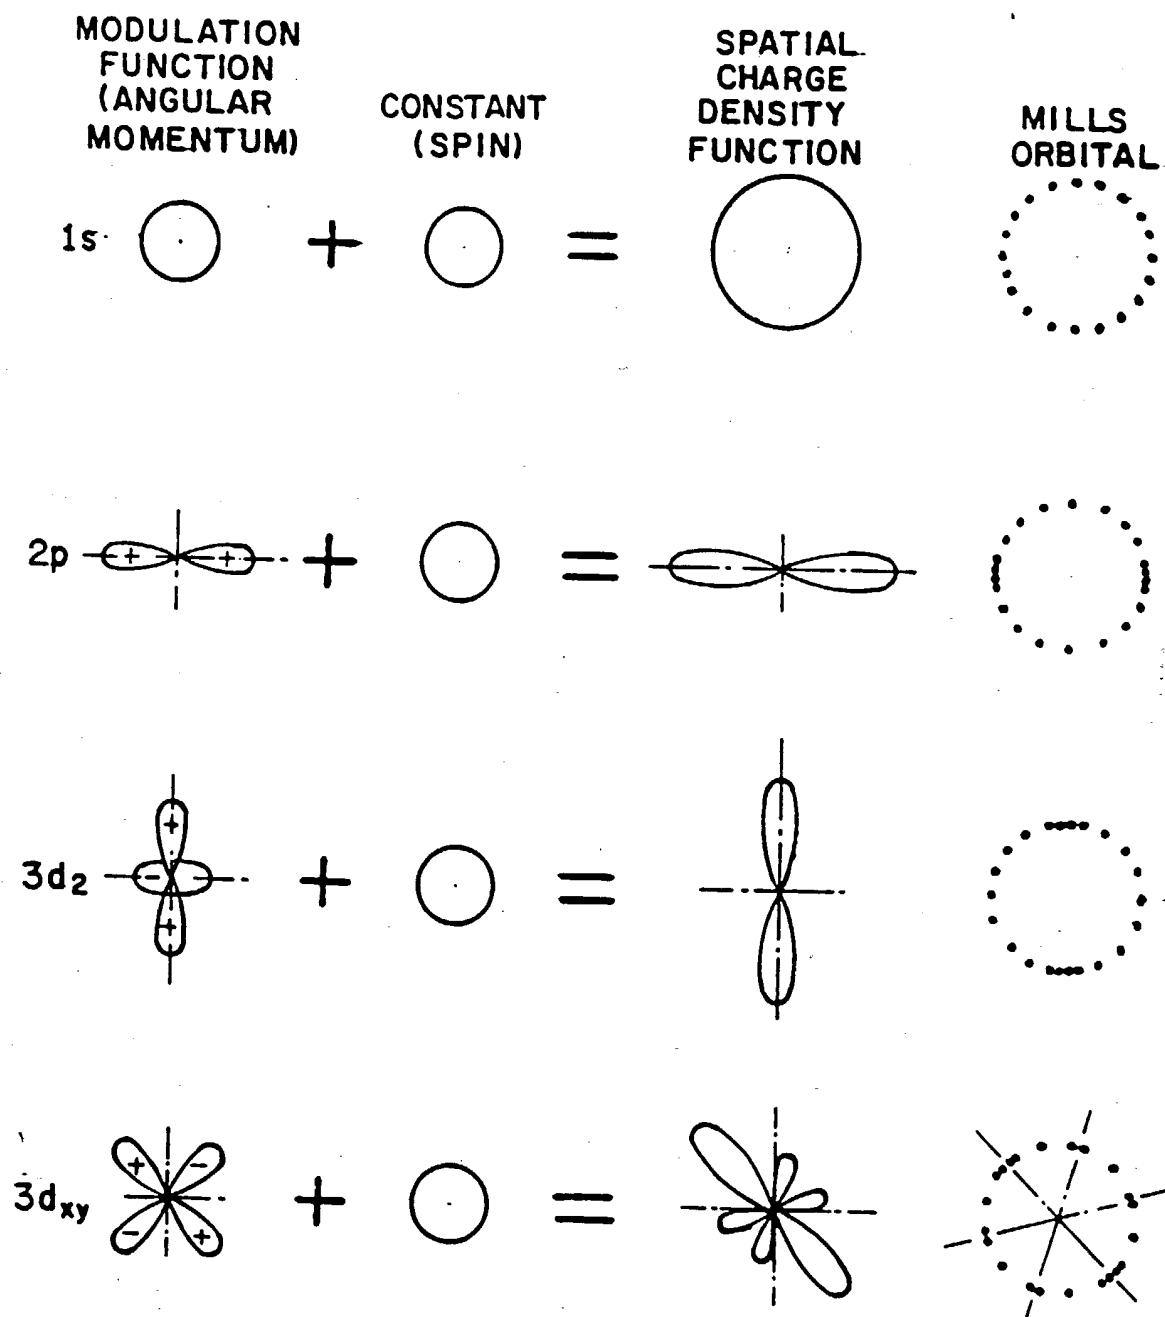 MODULATION
FUNCTION
(ANGULAR
MOMENTUM)
CONSTANT
(SPIN)
SPATIAL
CHARGE
DENSITY
FUNCTION
MILLS
ORBITAL
1s
+
=
2p
+
+
+
=
3d2
+
-
+
+
=
3dxy
+
-
-
+
+
=